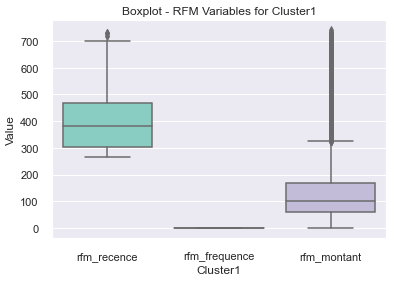 Boxplot - RFM Variables for Cluster1
Value
700
600
500
400
300
200
100
0
rfm_recence rfm_frequence rfm_montant
Cluster1